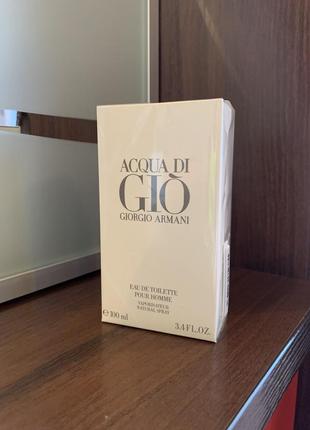 ACQUA DI
GIÒ
GIORGIO ARMANI
EAU DE TOILETTE
POUR HOMME
VAPORISATEUR
NATURAL SPRAY
e 100 ml 3.4 FL.OZ.